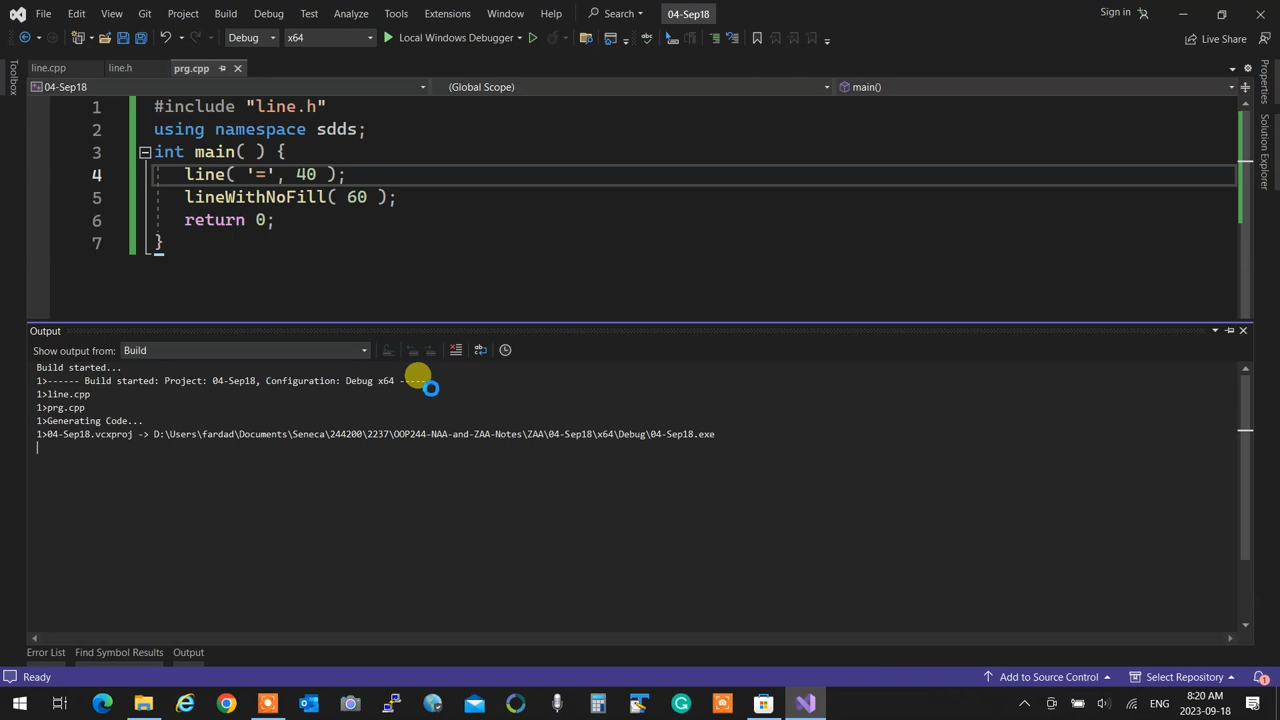 File Edit View Git Project Build Debug Test Analyze Tools Extensions Window Help Search 04-Sep18 Sign in
Debug x64 Local Windows Debugger Live Share
Toolbox
line.cpp line.h prg.cpp
04-Sep18 (Global Scope) main()
1 #include "line.h"
2 using namespace sdds;
3 int main( ) {
4 line( '=', 40 );
5 lineWithNoFill( 60 );
6 return 0;
7 }
Properties
Solution Explorer
Output
Show output from: Build
Build started...
1>------ Build started: Project: 04-Sep18, Configuration: Debug x64 ------
1>line.cpp
1>prg.cpp
1>Generating Code...
1>04-Sep18.vcxproj -> D:\Users\fardad\Documents\Seneca\244200\2237\OOP244-NAA-and-ZAA-Notes\ZAA\04-Sep18\x64\Debug\04-Sep18.exe
Error List Find Symbol Results Output
Ready Add to Source Control Select Repository 1
ENG 8:20 AM
2023-09-18